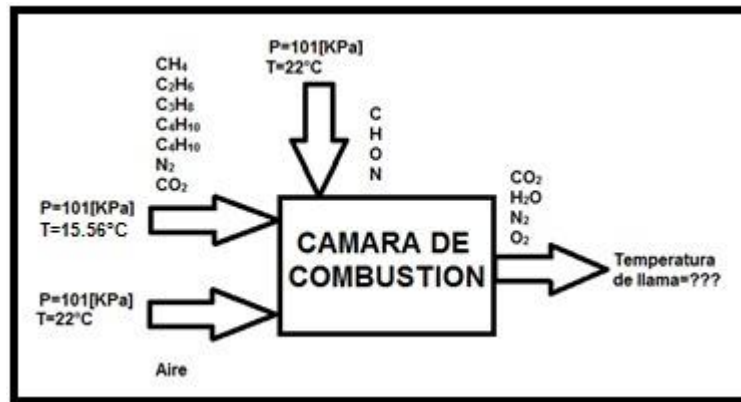 P=101[KPa]
T=22°C
CH₄
C₂H₆
C₃H₈
C₄H₁₀
C₄H₁₀
N₂
CO₂
C
H
O
N
P=101[KPa]
T=15.56°C
CAMARA DE
COMBUSTION
CO₂
H₂O
N₂
O₂
Temperatura
de llama=???
P=101[KPa]
T=22°C
Aire